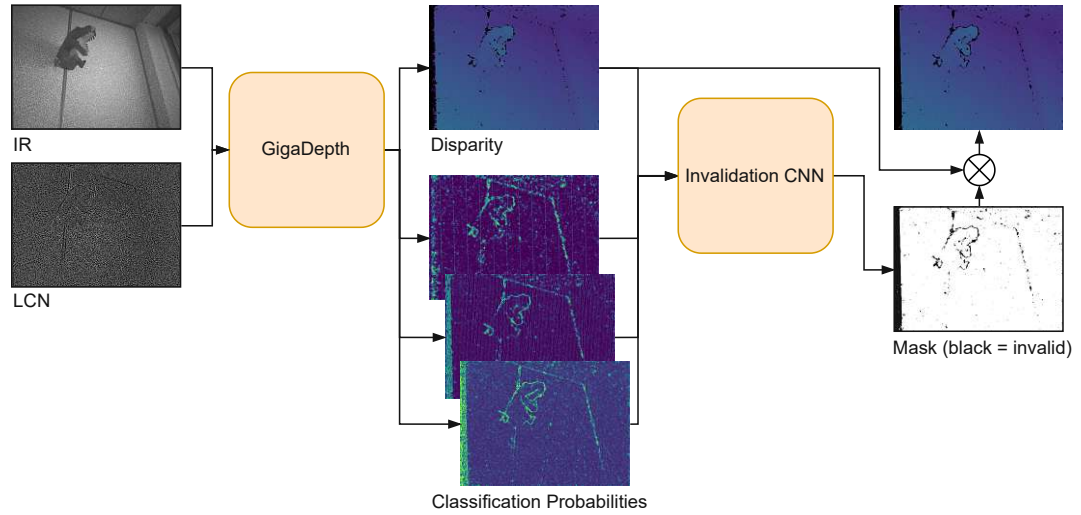 IR
LCN
GigaDepth
Disparity
Classification Probabilities
Invalidation CNN
Mask (black = invalid)